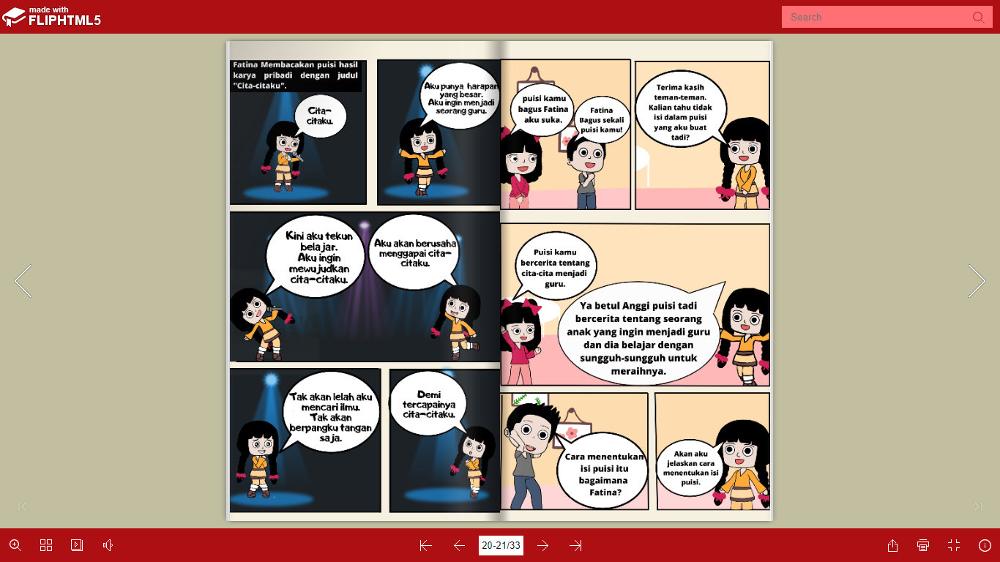 made with
FLIPHTML5
Search
Fatina Membacakan puisi hasil
karya pribadi dengan judul
"Cita-citaku".
Cita-
citaku.
Aku punya harapan
yang besar.
Aku ingin menjadi
seorang guru.
Kini aku tekun
belajar.
Aku ingin
mewujudkan
cita-citaku.
Aku akan berusaha
menggapai cita-
citaku.
Tak akan lelah aku
mencari ilmu.
Tak akan
berpangku tangan
saja.
Demi
tercapainya
cita-citaku.
puisi kamu
bagus Fatina
aku suka.
Fatina
Bagus sekali
puisi kamu!
Terima kasih
teman-teman.
Kalian tahu tidak
isi dalam puisi
yang aku buat
tadi?
Puisi kamu
bercerita tentang
cita-cita menjadi
guru.
Ya betul Anggi puisi tadi
bercerita tentang seorang
anak yang ingin menjadi guru
dan dia belajar dengan
sungguh-sungguh untuk
meraihnya.
Cara menentukan
isi puisi itu
bagaimana
Fatina?
Akan aku
jelaskan cara
menentukan isi
puisi.
20-21/33